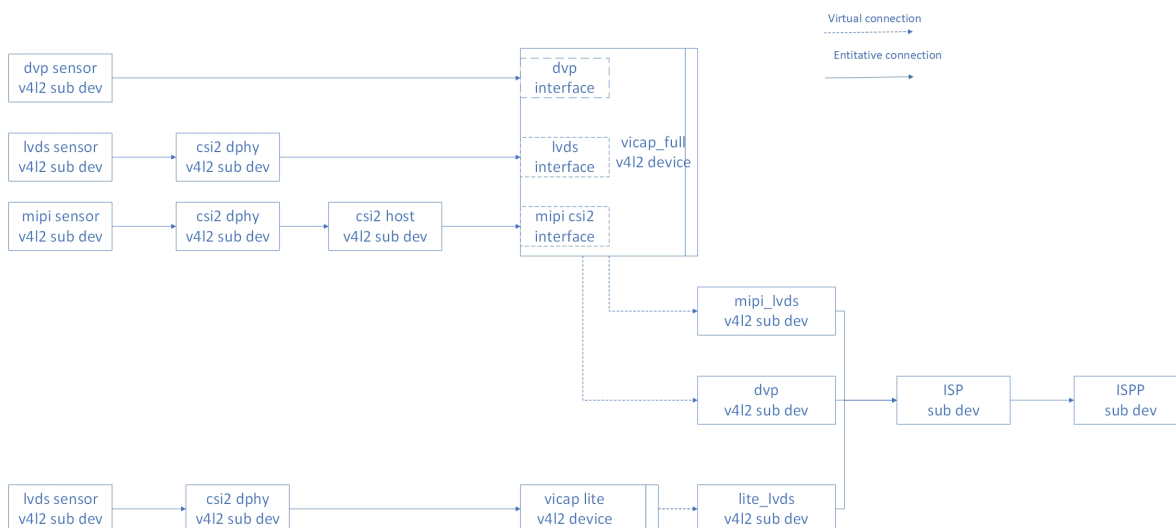 Virtual connection
Entitative connection
dvp sensor
v4l2 sub dev
dvp
interface
lvds sensor
v4l2 sub dev
csi2 dphy
v4l2 sub dev
lvds
interface
vicap_full
v4l2 device
mipi sensor
v4l2 sub dev
csi2 dphy
v4l2 sub dev
csi2 host
v4l2 sub dev
mipi csi2
interface
mipi_lvds
v4l2 sub dev
dvp
v4l2 sub dev
ISP
sub dev
ISPP
sub dev
lvds sensor
v4l2 sub dev
csi2 dphy
v4l2 sub dev
vicap lite
v4l2 device
lite_lvds
v4l2 sub dev